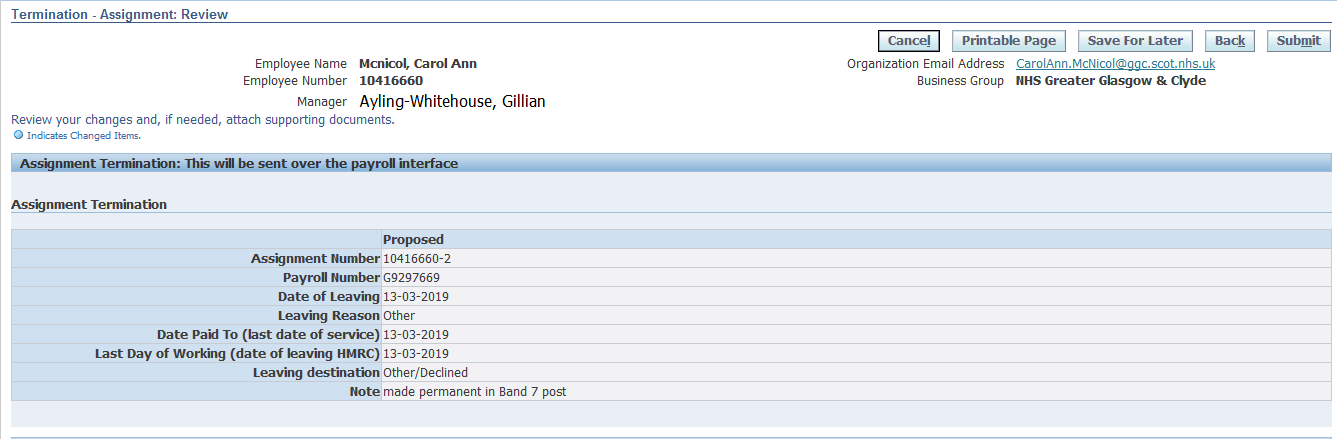 Termination - Assignment: Review
Cancel Printable Page Save For Later Back Submit
Employee Name Mcnicol, Carol Ann Organization Email Address CarolAnn.McNicol@ggc.scot.nhs.uk
Employee Number 10416660 Business Group NHS Greater Glasgow & Clyde
Manager Ayling-Whitehouse, Gillian
Review your changes and, if needed, attach supporting documents.
Indicates Changed Items.
Assignment Termination: This will be sent over the payroll interface
Assignment Termination
Proposed
Assignment Number 10416660-2
Payroll Number G9297669
Date of Leaving 13-03-2019
Leaving Reason Other
Date Paid To (last date of service) 13-03-2019
Last Day of Working (date of leaving HMRC) 13-03-2019
Leaving destination Other/Declined
Note made permanent in Band 7 post